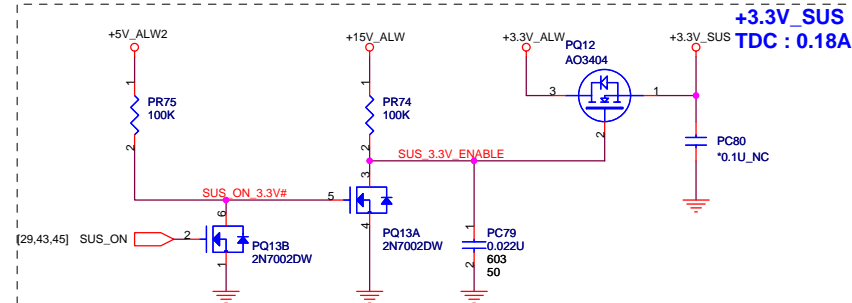 +3.3V_SUS
TDC : 0.18A
+5V_ALW2
+15V_ALW
+3.3V_ALW
PQ12
AO3404
+3.3V_SUS
1
PR75
100K
2
1
PR74
100K
2
3
1
2
PC80
*0.1U_NC
SUS_3.3V_ENABLE
SUS_ON_3.3V#
5
3
4
PQ13A
2N7002DW
1
PC79
0.022U
603
50
2
[29,43,45] SUS_ON
2
6
1
PQ13B
2N7002DW